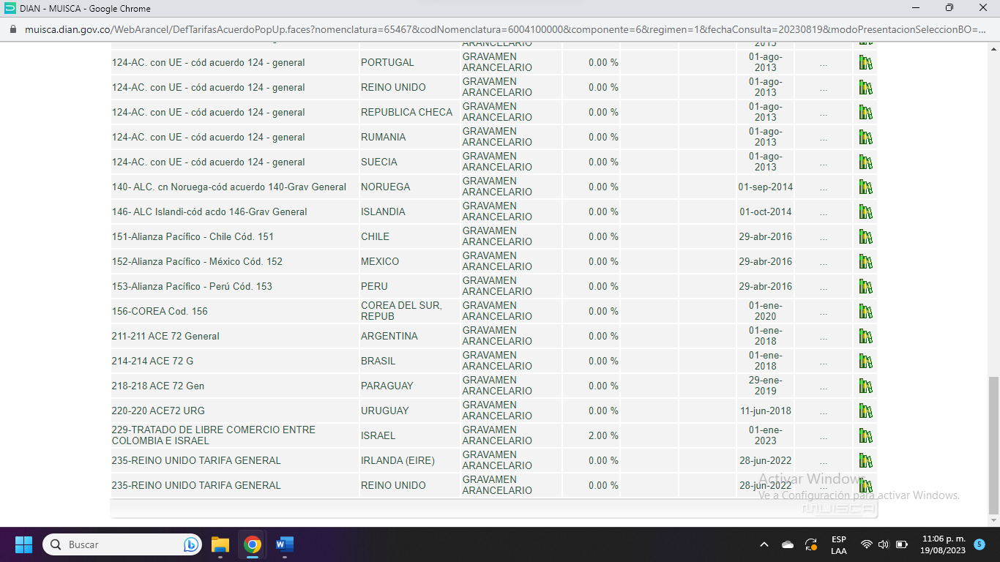 DIAN - MUISCA - Google Chrome
muisca.dian.gov.co/WebArancel/DefTarifasAcuerdoPopUp.faces?nomenclatura=65467&codNomenclatura=6004100000&componente=6&regimen=1&fechaConsulta=20230819&modoPresentacionSeleccionBO=...
ARANCELARIO 2013
124-AC. con UE - cód acuerdo 124 - general PORTUGAL GRAVAMEN ARANCELARIO 0.00 % 01-ago-2013 ...
124-AC. con UE - cód acuerdo 124 - general REINO UNIDO GRAVAMEN ARANCELARIO 0.00 % 01-ago-2013 ...
124-AC. con UE - cód acuerdo 124 - general REPUBLICA CHECA GRAVAMEN ARANCELARIO 0.00 % 01-ago-2013 ...
124-AC. con UE - cód acuerdo 124 - general RUMANIA GRAVAMEN ARANCELARIO 0.00 % 01-ago-2013 ...
124-AC. con UE - cód acuerdo 124 - general SUECIA GRAVAMEN ARANCELARIO 0.00 % 01-ago-2013 ...
140- ALC. cn Noruega-cód acuerdo 140-Grav General NORUEGA GRAVAMEN ARANCELARIO 0.00 % 01-sep-2014 ...
146- ALC Islandi-cód acdo 146-Grav General ISLANDIA GRAVAMEN ARANCELARIO 0.00 % 01-oct-2014 ...
151-Alianza Pacífico - Chile Cód. 151 CHILE GRAVAMEN ARANCELARIO 0.00 % 29-abr-2016 ...
152-Alianza Pacífico - México Cód. 152 MEXICO GRAVAMEN ARANCELARIO 0.00 % 29-abr-2016 ...
153-Alianza Pacífico - Perú Cód. 153 PERU GRAVAMEN ARANCELARIO 0.00 % 29-abr-2016 ...
156-COREA Cod. 156 COREA DEL SUR, REPUB GRAVAMEN ARANCELARIO 0.00 % 01-ene-2020 ...
211-211 ACE 72 General ARGENTINA GRAVAMEN ARANCELARIO 0.00 % 01-ene-2018 ...
214-214 ACE 72 G BRASIL GRAVAMEN ARANCELARIO 0.00 % 01-ene-2018 ...
218-218 ACE 72 Gen PARAGUAY GRAVAMEN ARANCELARIO 0.00 % 29-ene-2019 ...
220-220 ACE72 URG URUGUAY GRAVAMEN ARANCELARIO 0.00 % 11-jun-2018 ...
229-TRATADO DE LIBRE COMERCIO ENTRE COLOMBIA E ISRAEL ISRAEL GRAVAMEN ARANCELARIO 2.00 % 01-ene-2023 ...
235-REINO UNIDO TARIFA GENERAL IRLANDA (EIRE) GRAVAMEN ARANCELARIO 0.00 % 28-jun-2022 ...
235-REINO UNIDO TARIFA GENERAL REINO UNIDO GRAVAMEN ARANCELARIO 0.00 % 28-jun-2022 ...
Activar Windows
Ve a Configuración para activar Windows.
MUISCA
Buscar
ESP
LAA
11:06 p. m.
19/08/2023
5